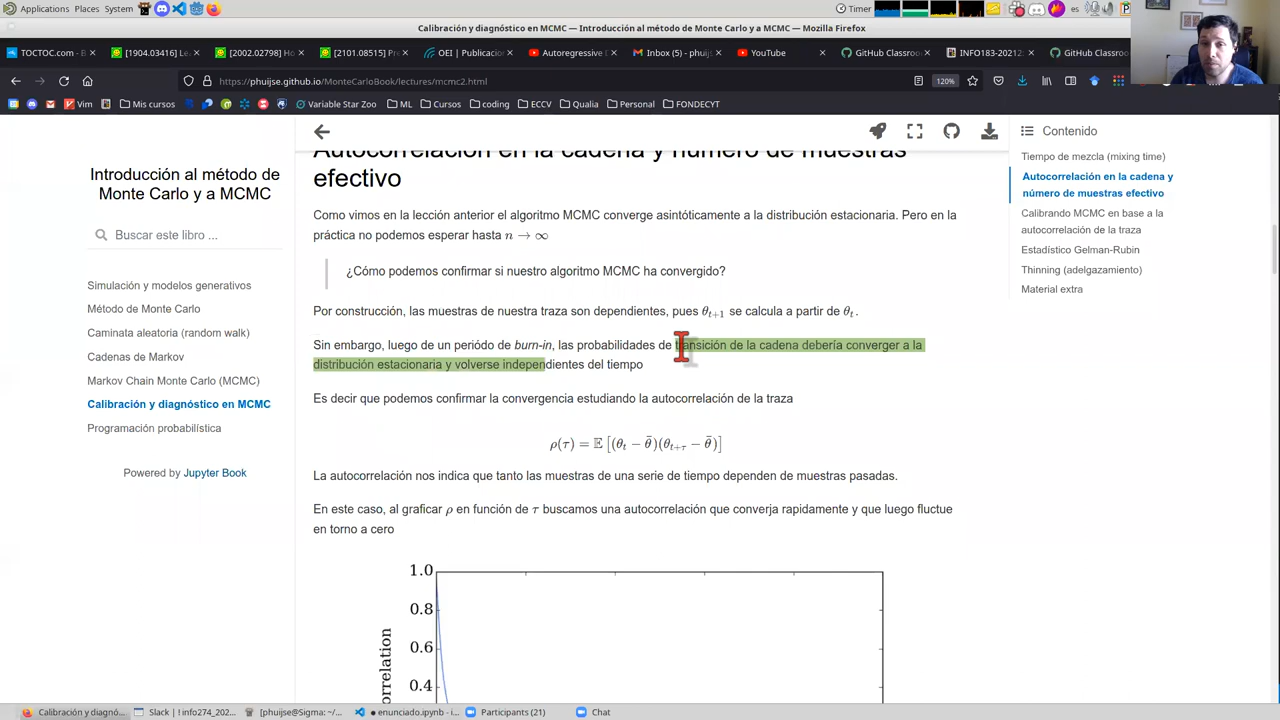 Applications Places System
Timer
es
Calibración y diagnóstico en MCMC — Introducción al método de Monte Carlo y a MCMC — Mozilla Firefox
TOCTOC.com - B
[1904.03416] Le
[2002.02798] Ho
[2101.08515] Pr
OEI | Publicacio
Autoregressive I
Inbox (5) - phuijs
YouTube
GitHub Classroo
INFO183-20212
GitHub Classroo
https://phuijse.github.io/MonteCarloBook/lectures/mcmc2.html
120%
Vim
Mis cursos
Variable Star Zoo
ML
Cursos
coding
ECCV
Qualia
Personal
FONDECYT
Introducción al método de
Monte Carlo y a MCMC
Buscar este libro ...
Simulación y modelos generativos
Método de Monte Carlo
Caminata aleatoria (random walk)
Cadenas de Markov
Markov Chain Monte Carlo (MCMC)
Calibración y diagnóstico en MCMC
Programación probabilística
Powered by Jupyter Book
Autocorrelación en la cadena y número de muestras
efectivo
Como vimos en la lección anterior el algoritmo MCMC converge asintóticamente a la distribución estacionaria. Pero en la
práctica no podemos esperar hasta n → ∞
¿Cómo podemos confirmar si nuestro algoritmo MCMC ha convergido?
Por construcción, las muestras de nuestra traza son dependientes, pues θt+1 se calcula a partir de θt.
Sin embargo, luego de un periódo de burn-in, las probabilidades de transición de la cadena debería converger a la
distribución estacionaria y volverse independientes del tiempo
Es decir que podemos confirmar la convergencia estudiando la autocorrelación de la traza
ρ(τ) = 𝔼 [(θt − θ̄)(θt+τ − θ̄)]
La autocorrelación nos indica que tanto las muestras de una serie de tiempo dependen de muestras pasadas.
En este caso, al graficar ρ en función de τ buscamos una autocorrelación que converja rapidamente y que luego fluctue
en torno a cero
1.0
0.8
0.6
0.4
orrelation
Contenido
Tiempo de mezcla (mixing time)
Autocorrelación en la cadena y
número de muestras efectivo
Calibrando MCMC en base a la
autocorrelación de la traza
Estadístico Gelman-Rubin
Thinning (adelgazamiento)
Material extra
Calibración y diagnó...
Slack | ! info274_202...
[phuijse@Sigma: ~/...
● enunciado.ipynb - i...
Participants (21)
Chat